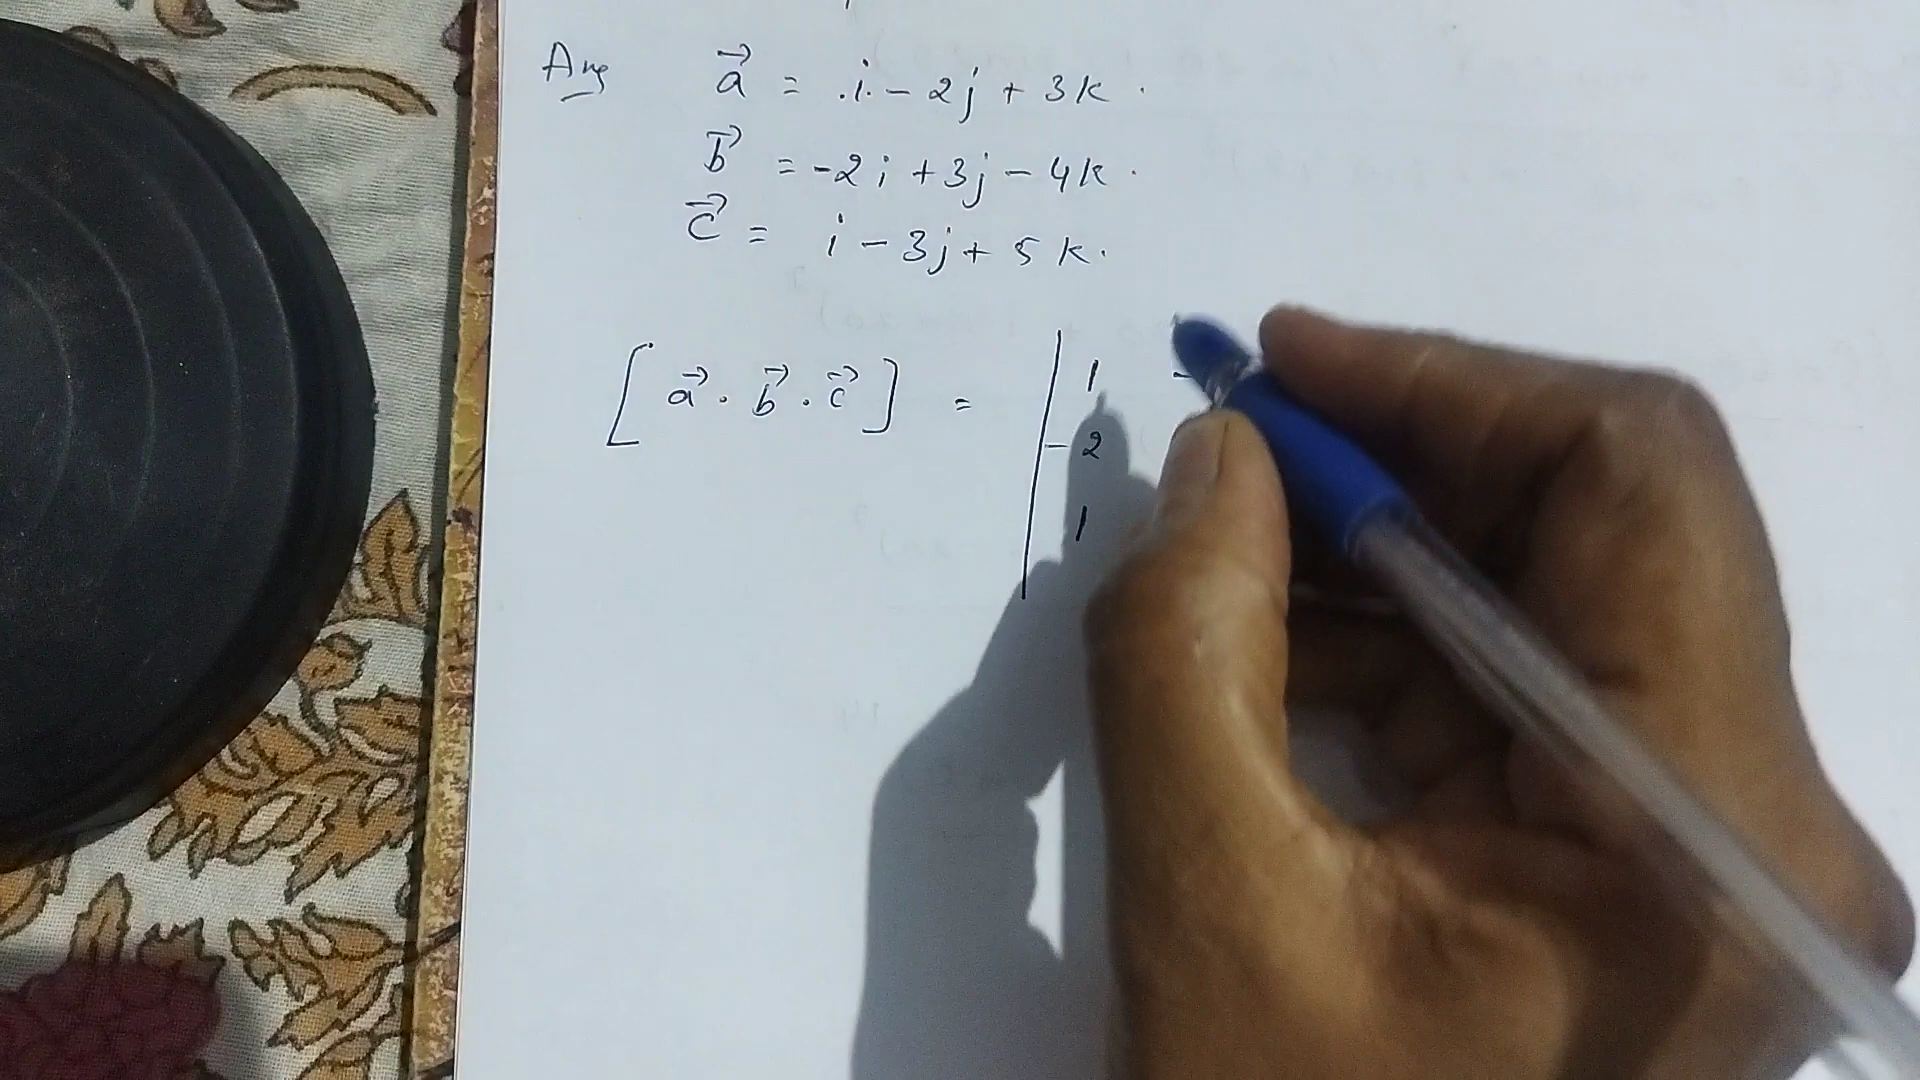 Ans a⃗ = i - 2j + 3k.
b⃗ = -2i + 3j - 4k.
c⃗ = i - 3j + 5k.
[a⃗ . b⃗ . c⃗] = | 1 -
-2
1